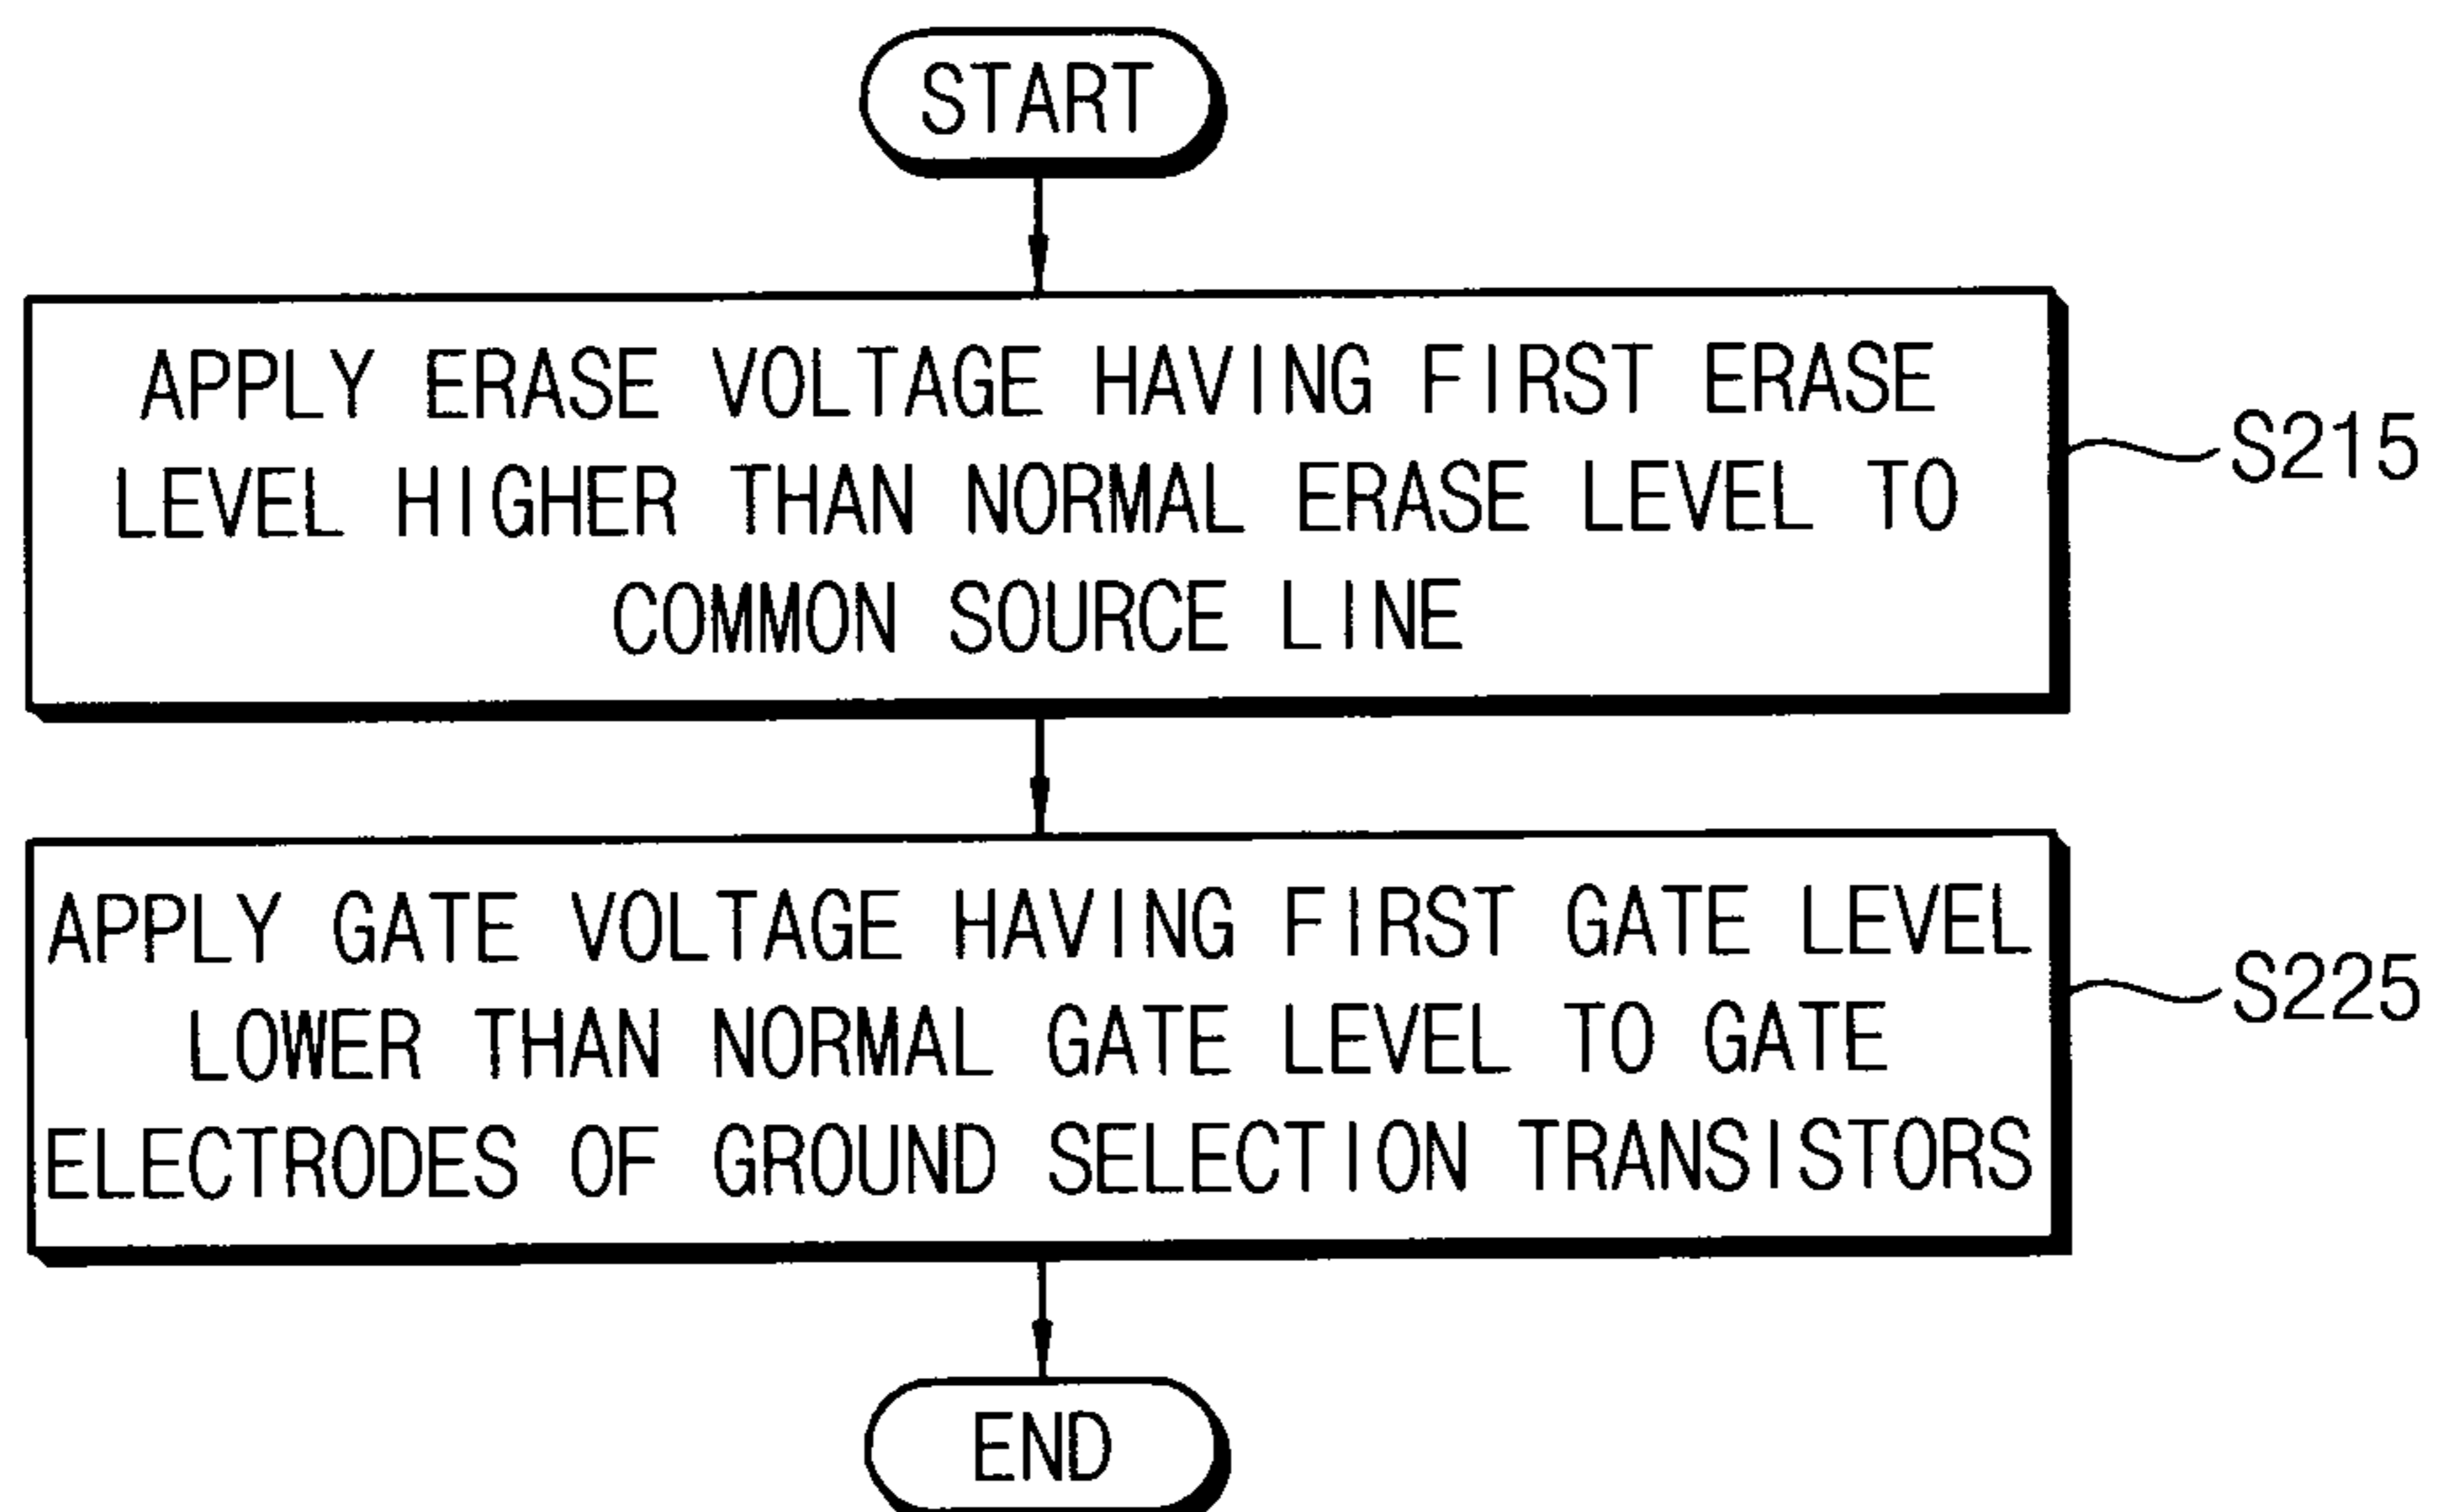 START
APPLY ERASE VOLTAGE HAVING FIRST ERASE
LEVEL HIGHER THAN NORMAL ERASE LEVEL TO
COMMON SOURCE LINE
S215
APPLY GATE VOLTAGE HAVING FIRST GATE LEVEL
LOWER THAN NORMAL GATE LEVEL TO GATE
ELECTRODES OF GROUND SELECTION TRANSISTORS
S225
END